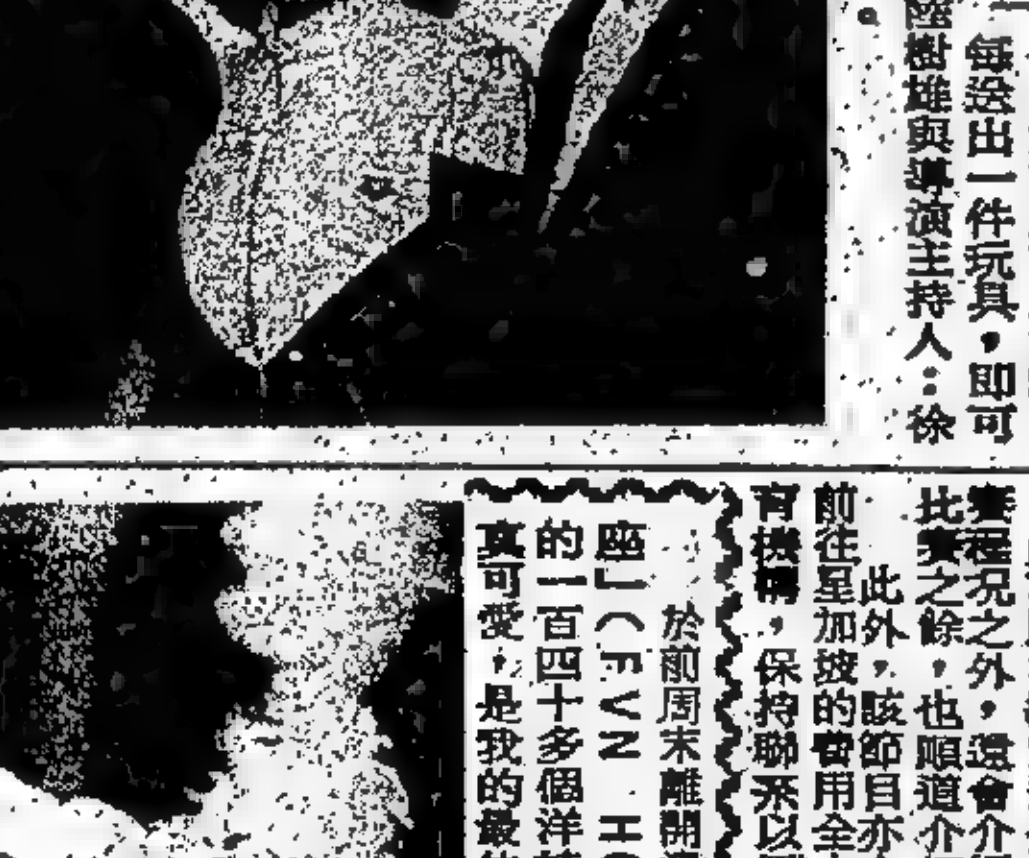 每發出一件玩具，即可
樹雄與導演主持人：徐
賽程況之外，還會介
比賽之餘，也順道介
此外，該節目亦
前往星加坡的費用全
育機構，保持聯系以
於前周末離開
座」（FVN H
的一百四十多個洋
真可愛，是我的最